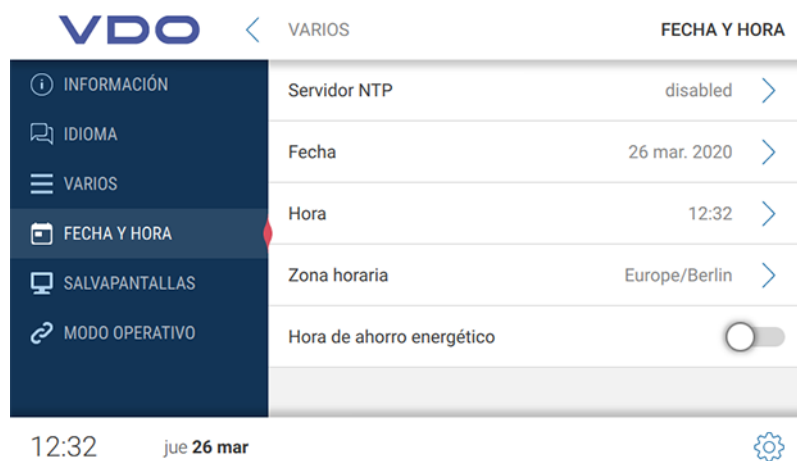 VDO
VARIOS FECHA Y HORA
INFORMACIÓN
IDIOMA
VARIOS
FECHA Y HORA
SALVAPANTALLAS
MODO OPERATIVO
Servidor NTP disabled
Fecha 26 mar. 2020
Hora 12:32
Zona horaria Europe/Berlin
Hora de ahorro energético
12:32 jue 26 mar